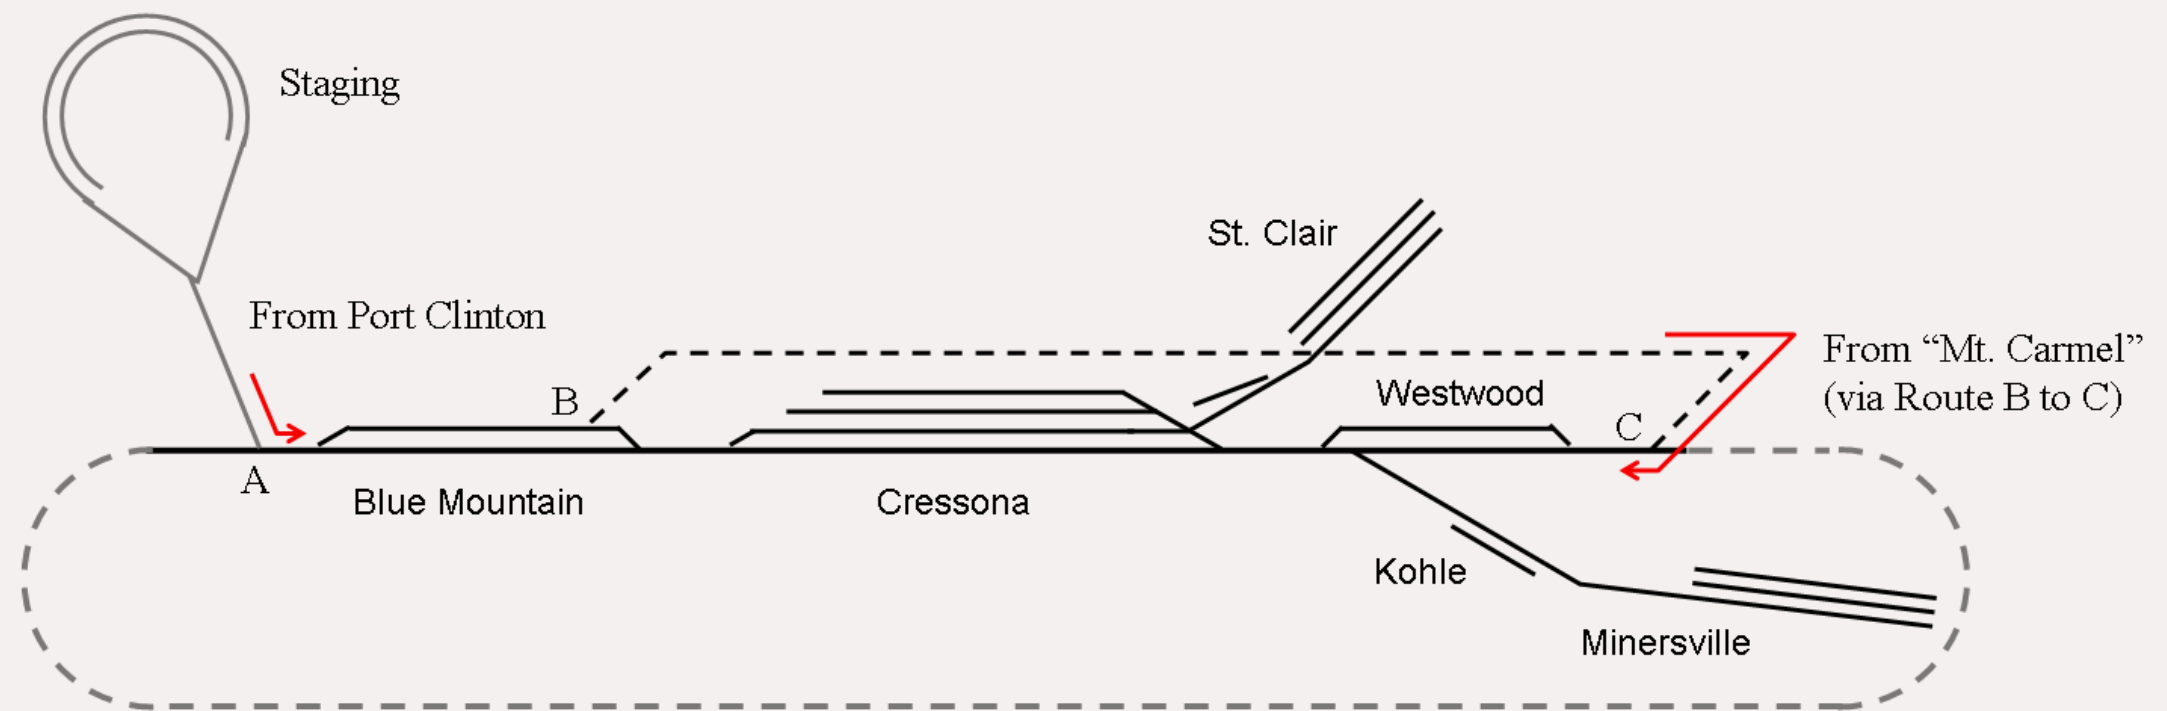 Staging
St. Clair
From Port Clinton
From “Mt. Carmel”
(via Route B to C)
Westwood
B
C
A
Blue Mountain
Cressona
Kohle
Minersville